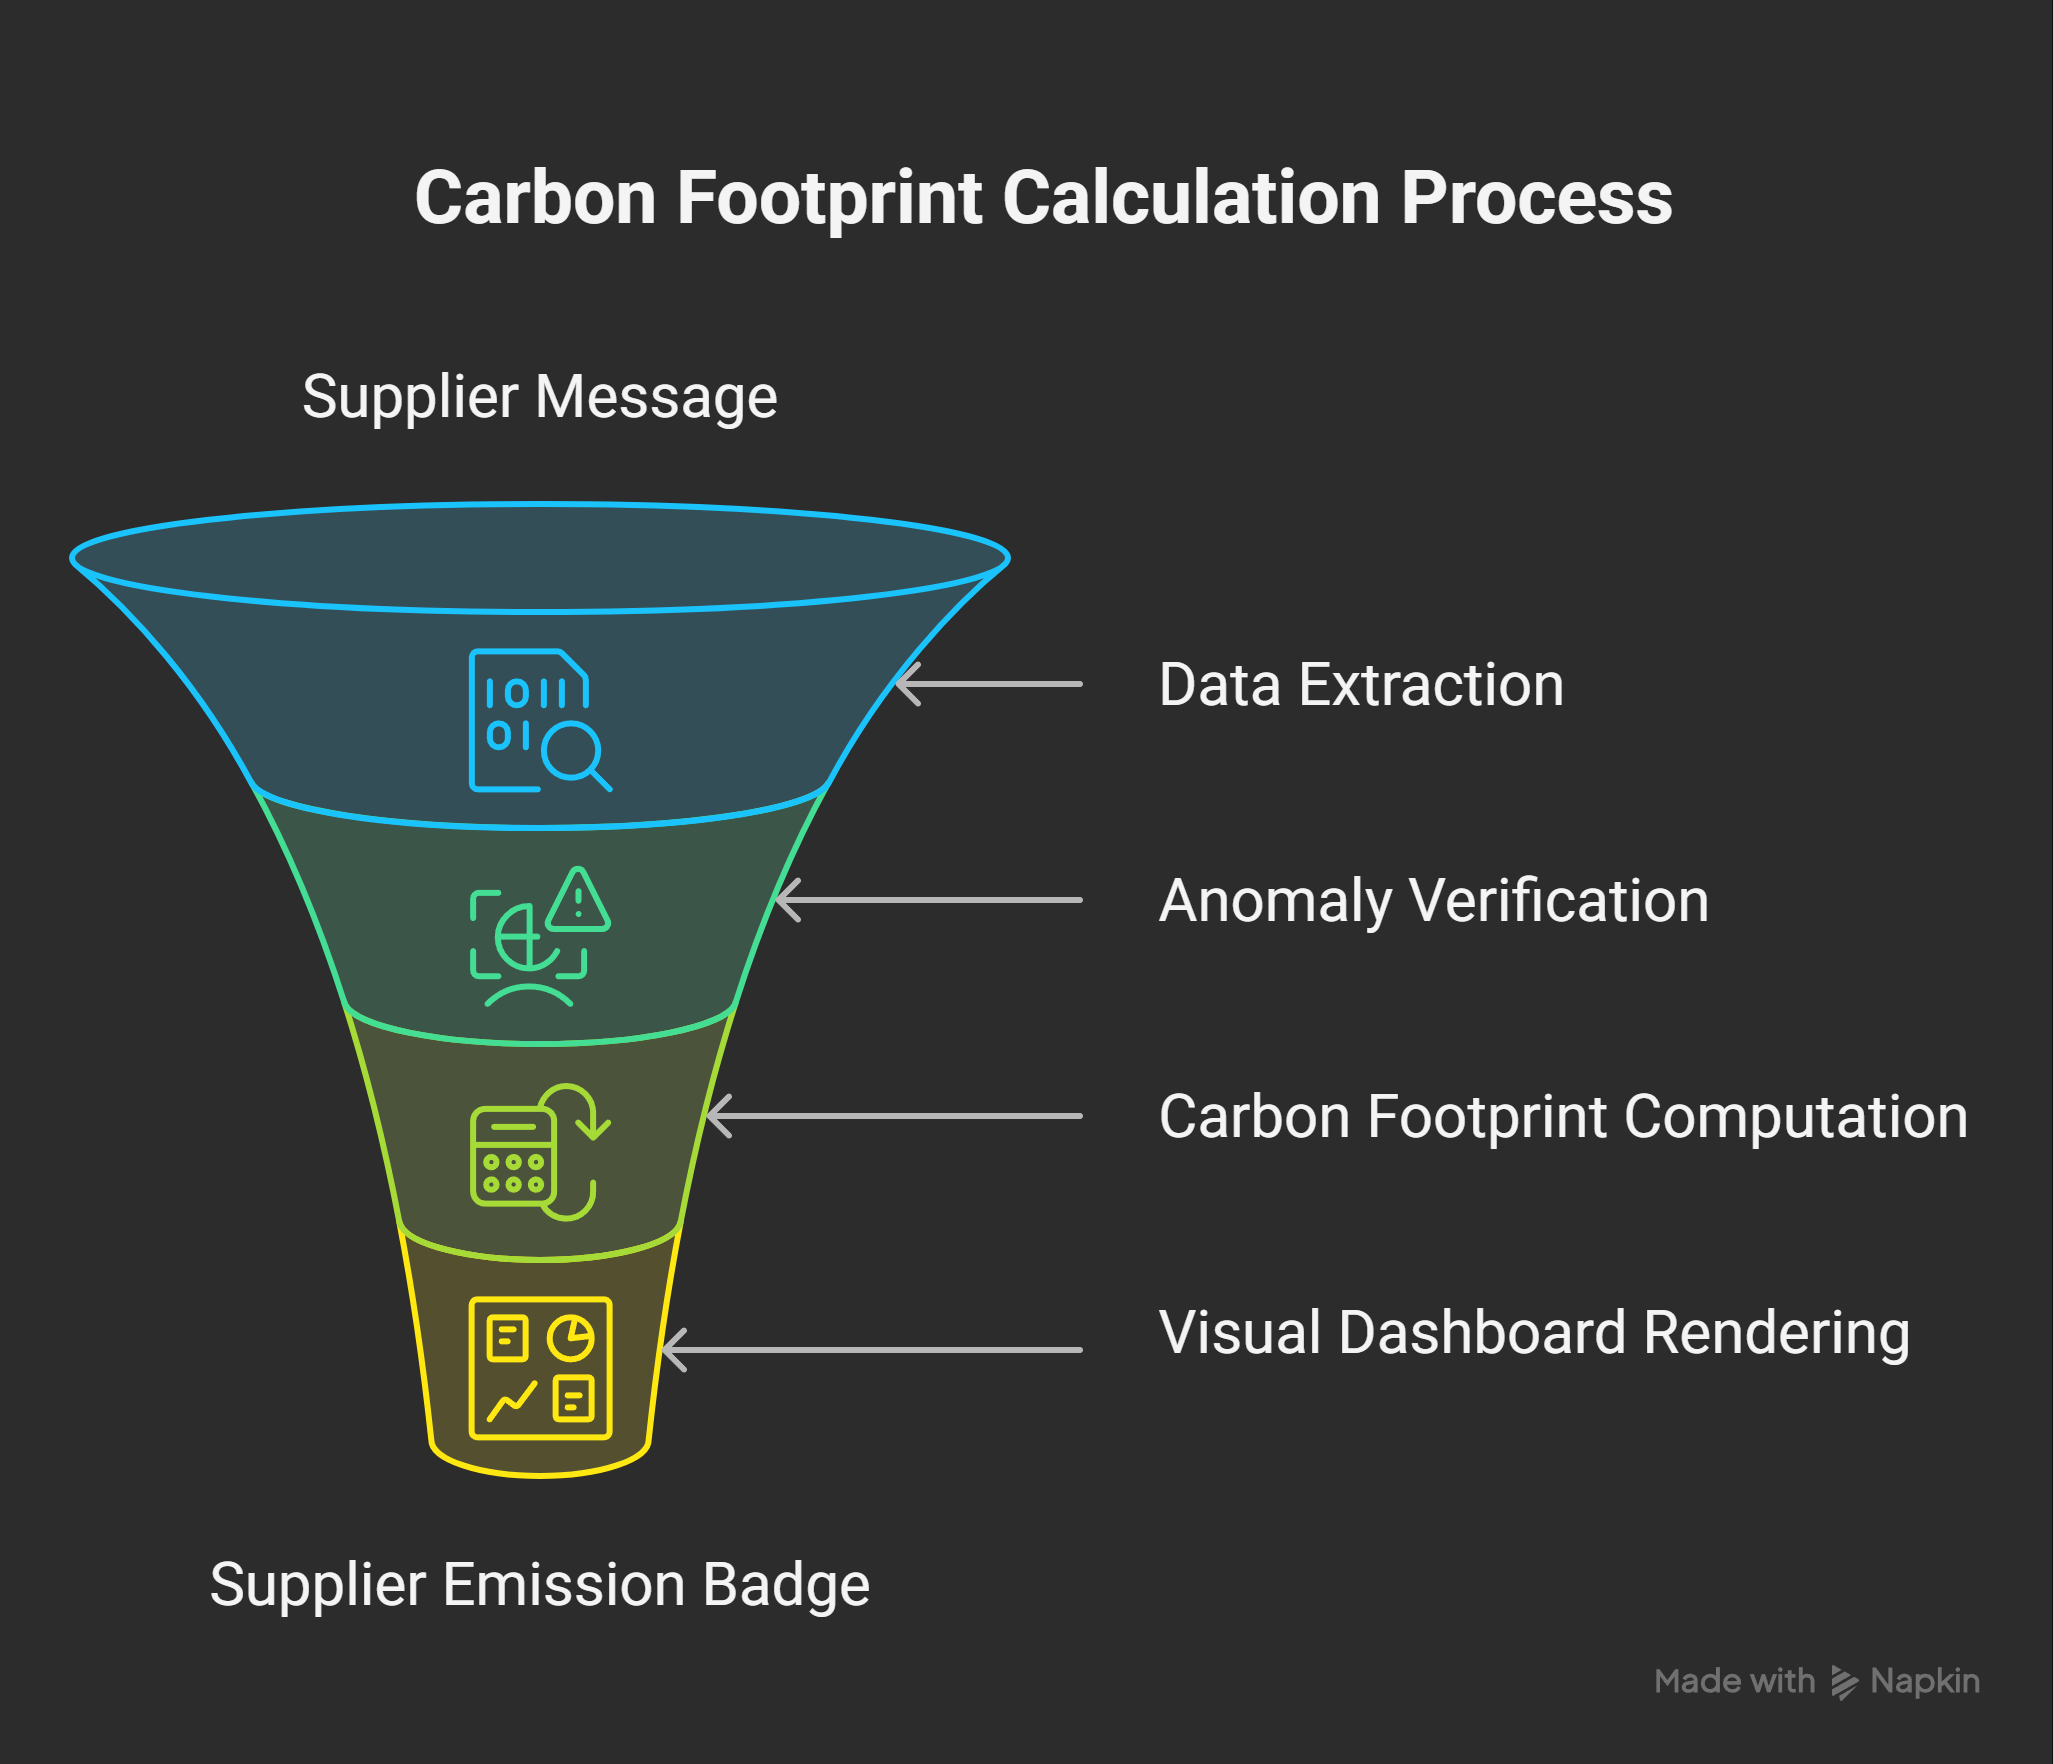 Carbon Footprint Calculation Process
Supplier Message
Data Extraction
Anomaly Verification
Carbon Footprint Computation
Visual Dashboard Rendering
Supplier Emission Badge
Made with Napkin